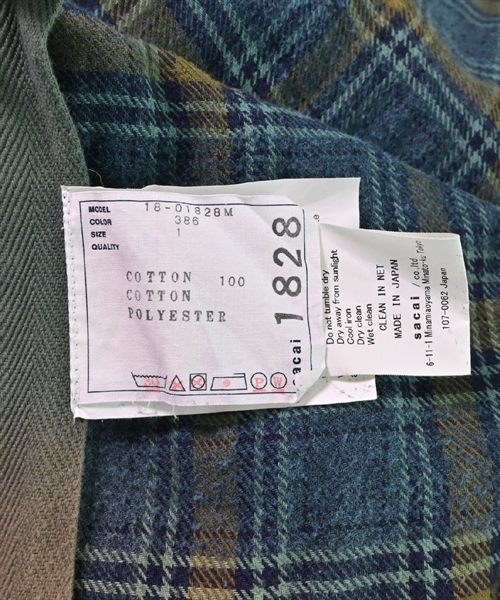 MODEL 18-01828M
COLOR 386
SIZE 1
QUALITY
COTTON 100
COTTON
POLYESTER
sacai 1828
Do not tumble dry
Dry away from sunlight
Cool iron
Dry clean
Wet clean
CLEAN IN NET
MADE IN JAPAN
sacai / co.,ltd
6-11-1 Minamiaoyama Minato-ku Tokyo
107-0062 Japan